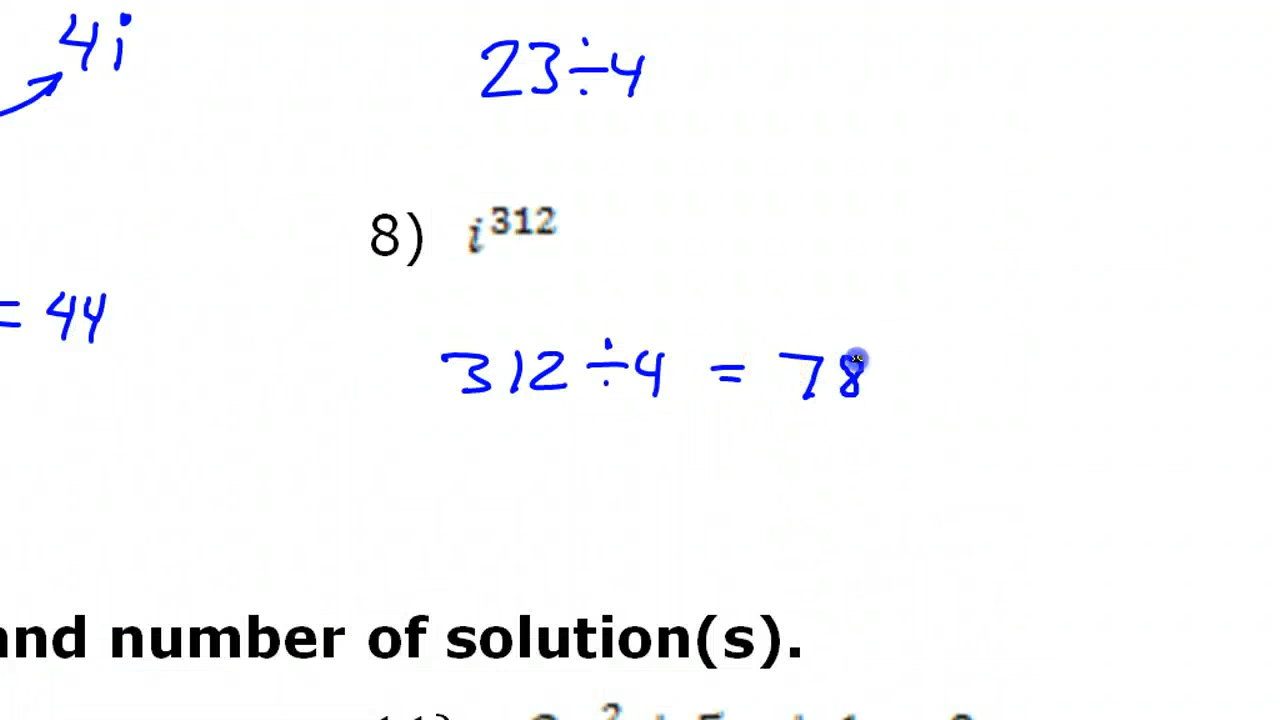 4i
23÷4
8) i^312
= 44
312÷4 = 78
and number of solution(s).